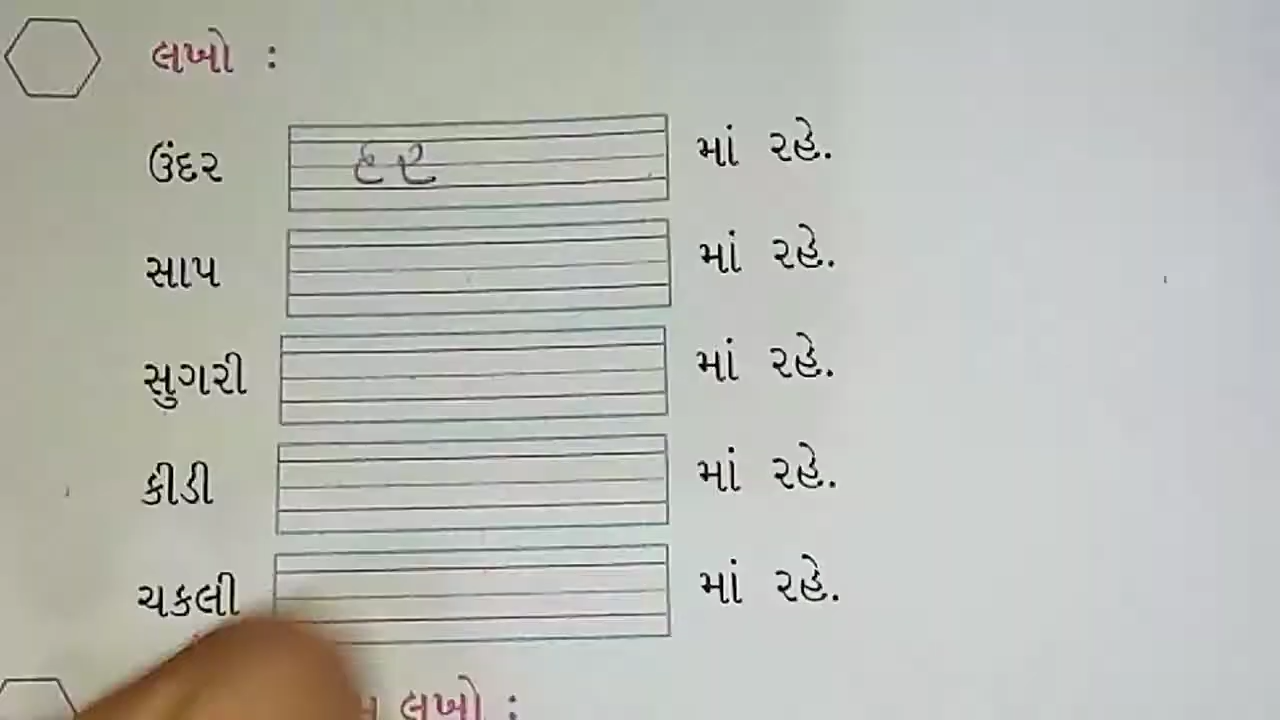 લખો :
ઉંદર દર માં રહે.
સાપ માં રહે.
સુગરી માં રહે.
કીડી માં રહે.
ચકલી માં રહે.
લખો :